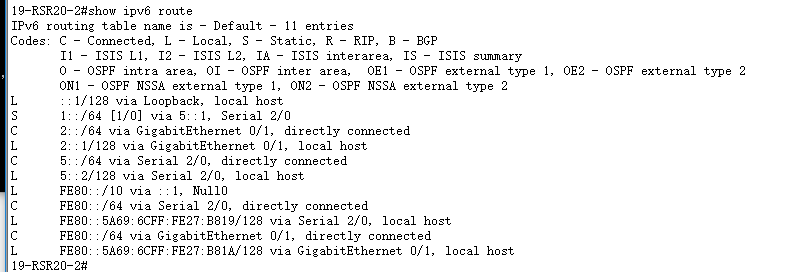 19-RSR20-2#show ipv6 route
IPv6 routing table name is - Default - 11 entries
Codes: C - Connected, L - Local, S - Static, R - RIP, B - BGP
I1 - ISIS L1, I2 - ISIS L2, IA - ISIS interarea, IS - ISIS summary
O - OSPF intra area, OI - OSPF inter area, OE1 - OSPF external type 1, OE2 - OSPF external type 2
ON1 - OSPF NSSA external type 1, ON2 - OSPF NSSA external type 2
L ::1/128 via Loopback, local host
S 1::/64 [1/0] via 5::1, Serial 2/0
C 2::/64 via GigabitEthernet 0/1, directly connected
L 2::1/128 via GigabitEthernet 0/1, local host
C 5::/64 via Serial 2/0, directly connected
L 5::2/128 via Serial 2/0, local host
L FE80::/10 via ::1, Null0
C FE80::/64 via Serial 2/0, directly connected
L FE80::5A69:6CFF:FE27:B819/128 via Serial 2/0, local host
C FE80::/64 via GigabitEthernet 0/1, directly connected
L FE80::5A69:6CFF:FE27:B81A/128 via GigabitEthernet 0/1, local host
19-RSR20-2#